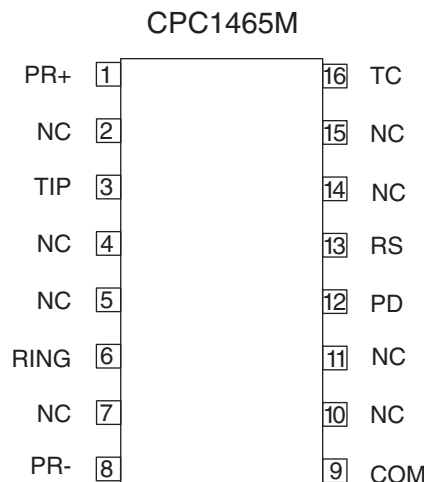 CPC1465M
PR+ 1 16 TC
NC 2 15 NC
TIP 3 14 NC
NC 4 13 RS
NC 5 12 PD
RING 6 11 NC
NC 7 10 NC
PR- 8 9 COM